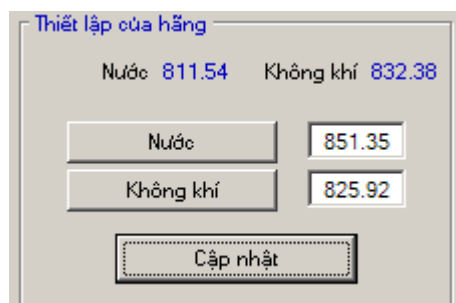 Thiết lập của hãng
Nước 811.54 Không khí 832.38
Nước 851.35
Không khí 825.92
Cập nhật